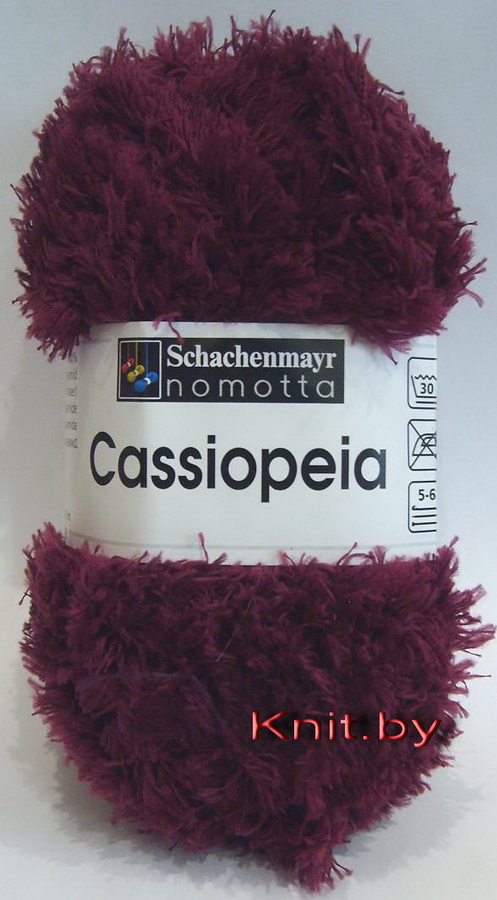 Schachenmayr
nomotta
Cassiopeia
30
5-6
Knit.by